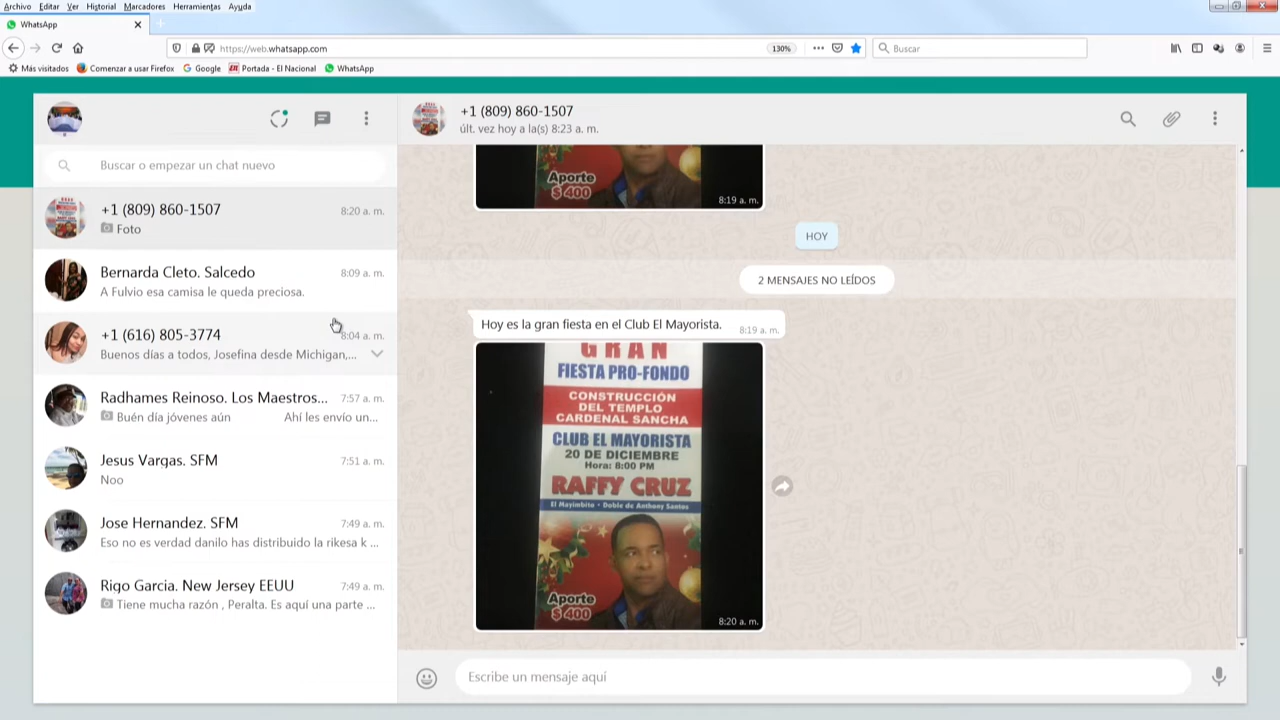 Archivo Editar Ver Historial Marcadores Herramientas Ayuda
WhatsApp
https://web.whatsapp.com
130%
Buscar
Más visitados Comenzar a usar Firefox Google Portada - El Nacional WhatsApp
Buscar o empezar un chat nuevo
+1 (809) 860-1507 8:20 a. m.
Foto
Bernarda Cleto. Salcedo 8:09 a. m.
A Fulvio esa camisa le queda preciosa.
+1 (616) 805-3774 8:04 a. m.
Buenos días a todos, Josefina desde Michigan,...
Radhames Reinoso. Los Maestros... 7:57 a. m.
Buén día jóvenes aún Ahí les envío un...
Jesus Vargas. SFM 7:51 a. m.
Noo
Jose Hernandez. SFM 7:49 a. m.
Eso no es verdad danilo has distribuido la rikesa k ...
Rigo Garcia. New Jersey EEUU 7:49 a. m.
Tiene mucha razón , Peralta. Es aquí una parte ...
+1 (809) 860-1507
últ. vez hoy a la(s) 8:23 a. m.
Aporte
$ 400
8:19 a. m.
HOY
2 MENSAJES NO LEÍDOS
Hoy es la gran fiesta en el Club El Mayorista. 8:19 a. m.
GRAN
FIESTA PRO-FONDO
CONSTRUCCIÓN
DEL TEMPLO
CARDENAL SANCHA
CLUB EL MAYORISTA
20 DE DICIEMBRE
Hora: 8:00 PM
RAFFY CRUZ
El Mayimbito - Doble de Anthony Santos
Aporte
$ 400
8:20 a. m.
Escribe un mensaje aquí